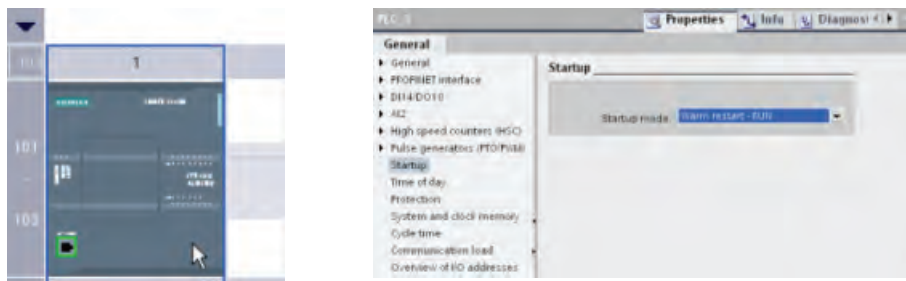 1
101
103
SIEMENS
PLC_1
Properties
Info
General
General
PROFINET interface
DI14/DO10
AI2
High speed counters (HSC)
Pulse generators (PTO/PWM)
Startup
Time of day
Protection
System and clock memory
Cycle time
Communication load
Overview of I/O addresses
Startup
Startup mode
Warm restart - RUN